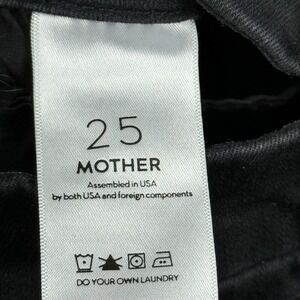 25
MOTHER
Assembled in USA
by both USA and foreign components
DO YOUR OWN LAUNDRY